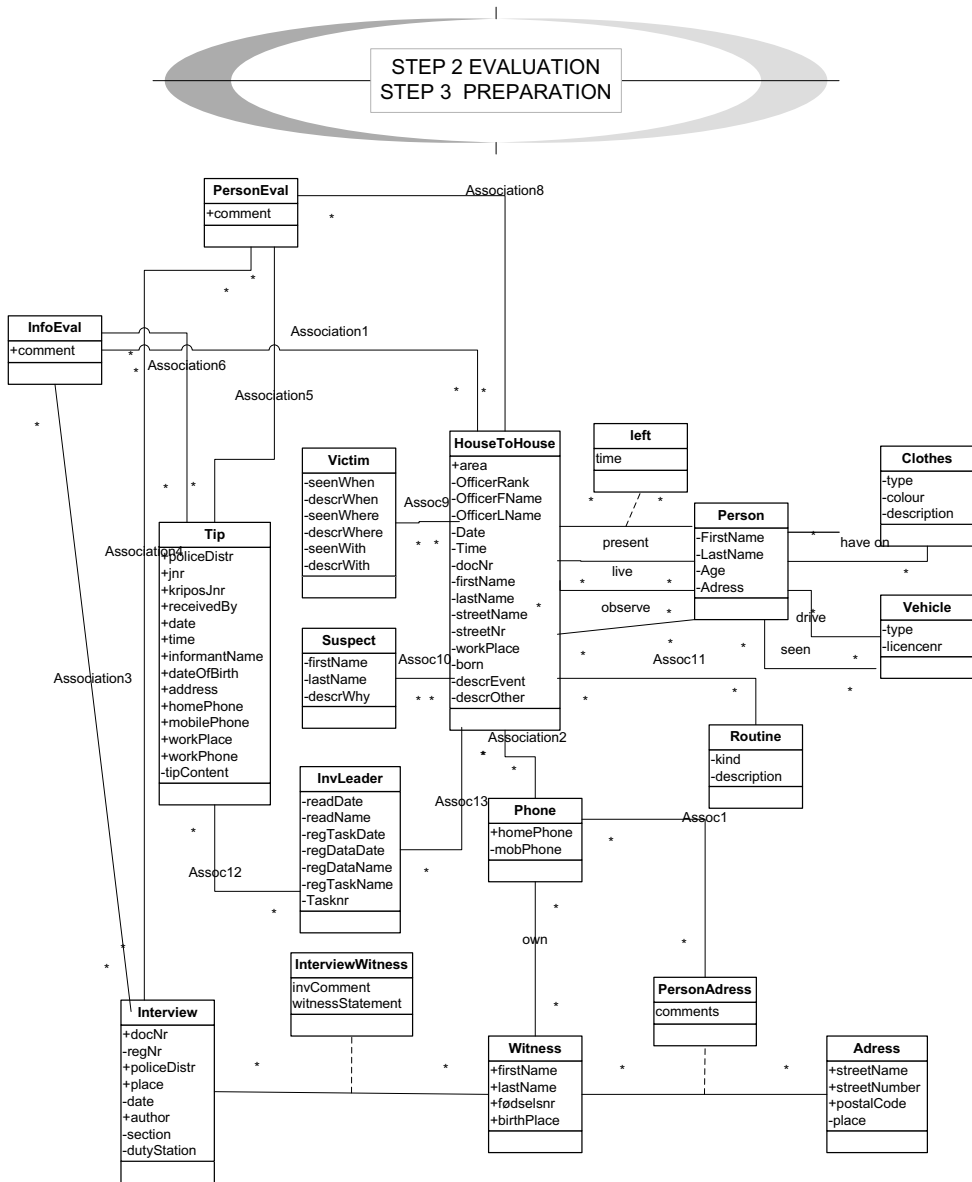 STEP 2 EVALUATION
STEP 3 PREPARATION
PersonEval
+comment
Association8
*
*
*
InfoEval
+comment
Association1
*
*
Association6
Association5
*
*
*
HouseToHouse
+area
-OfficerRank
-OfficerFName
-OfficerLName
-Date
-Time
-docNr
-firstName
-lastName
-streetName
-streetNr
-workPlace
-born
-descrEvent
-descrOther
left
time
Victim
-seenWhen
-descrWhen
-seenWhere
-descrWhere
-seenWith
-descrWith
Assoc9
*
*
Clothes
-type
-colour
-description
Person
-FirstName
-LastName
-Age
-Adress
*
*
present
live
observe
*
*
*
*
*
*
have on
*
*
Vehicle
-type
-licencenr
drive
seen
*
*
*
*
*
Tip
+policeDistr
+jnr
+kriposJnr
+receivedBy
+date
+time
+informantName
+dateOfBirth
+address
+homePhone
+mobilePhone
+workPlace
+workPhone
-tipContent
*
*
Association4
Association3
Suspect
-firstName
-lastName
-descrWhy
Assoc10
*
*
Assoc11
*
*
Routine
-kind
-description
Association2
*
*
*
InvLeader
-readDate
-readName
-regTaskDate
-regDataDate
-regDataName
-regTaskName
-Tasknr
Assoc13
*
Assoc12
*
*
Phone
+homePhone
-mobPhone
Assoc1
*
*
*
own
*
InterviewWitness
invComment
witnessStatement
PersonAdress
comments
*
*
Interview
+docNr
-regNr
+policeDistr
+place
-date
+author
-section
-dutyStation
*
*
Witness
+firstName
+lastName
+fødselsnr
+birthPlace
*
*
Adress
+streetName
+streetNumber
+postalCode
-place